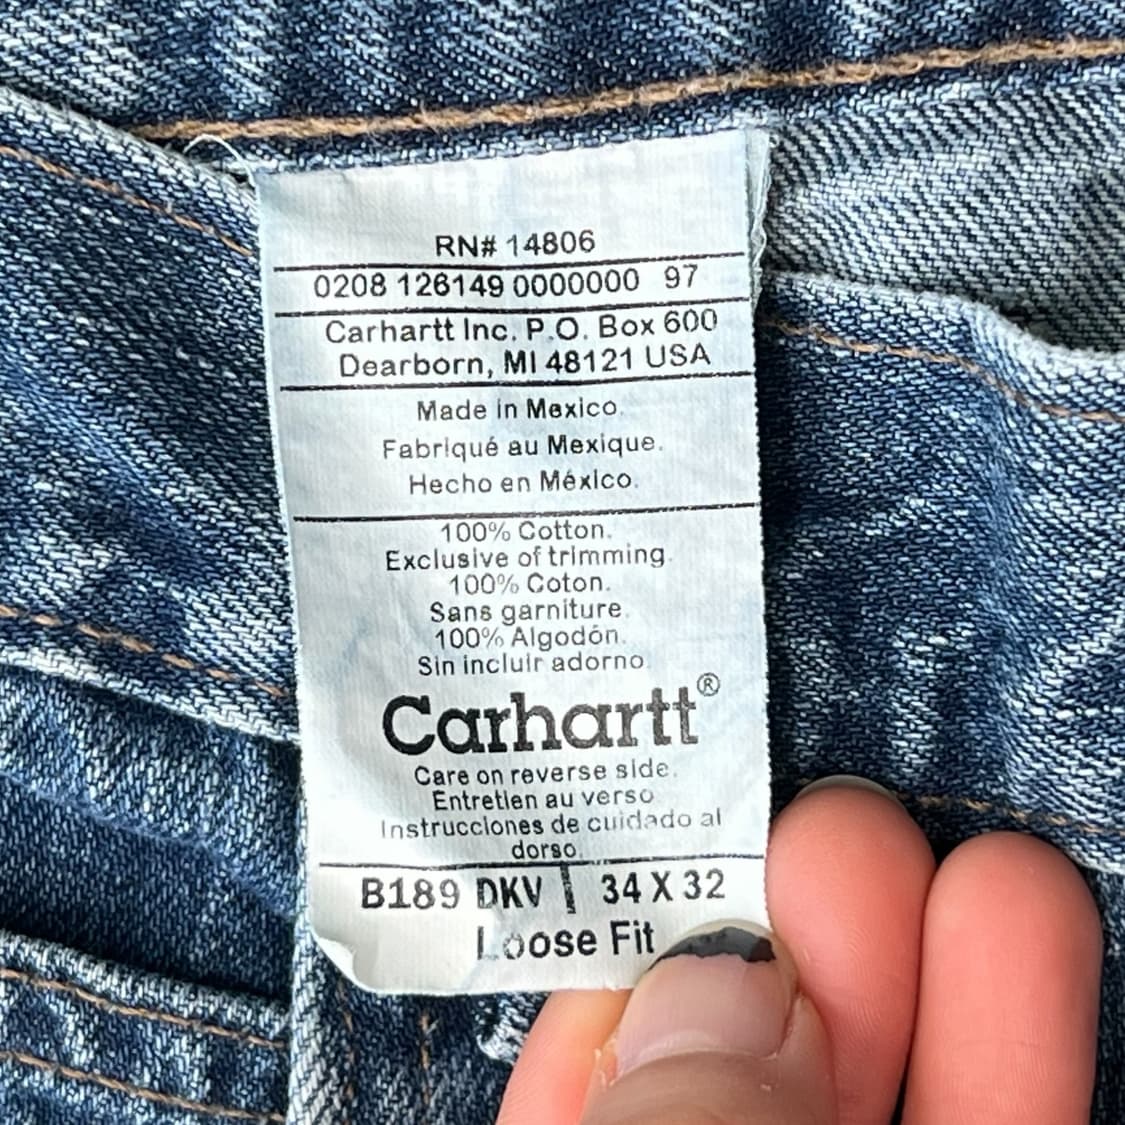 RN# 14806
0208 126149 0000000 97
Carhartt Inc. P.O. Box 600
Dearborn, MI 48121 USA
Made in Mexico.
Fabriqué au Mexique.
Hecho en México.
100% Cotton.
Exclusive of trimming.
100% Coton.
Sans garniture.
100% Algodón.
Sin incluir adorno.
Carhartt®
Care on reverse side.
Entretien au verso
Instrucciones de cuidado al
dorso.
B189 DKV | 34 X 32
Loose Fit